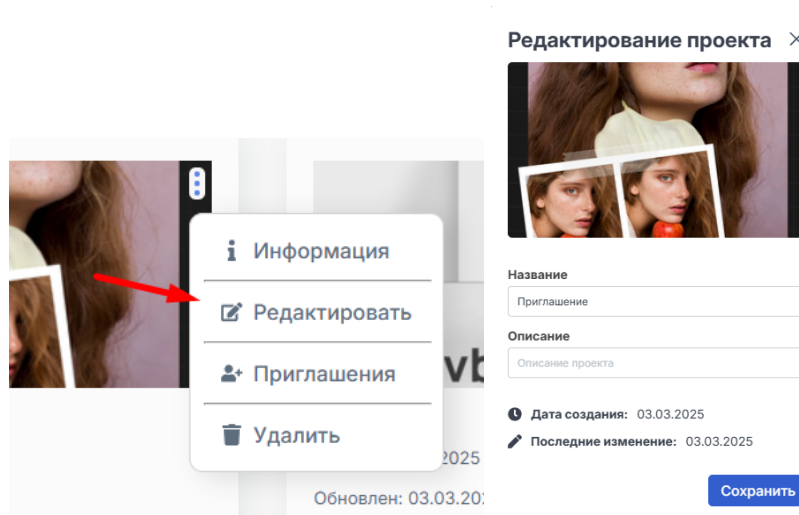 Информация
Редактировать
Приглашения
Удалить
2025
Обновлен: 03.03.20
Редактирование проекта
Название
Приглашение
Описание
Описание проекта
Дата создания: 03.03.2025
Последние изменение: 03.03.2025
Сохранить